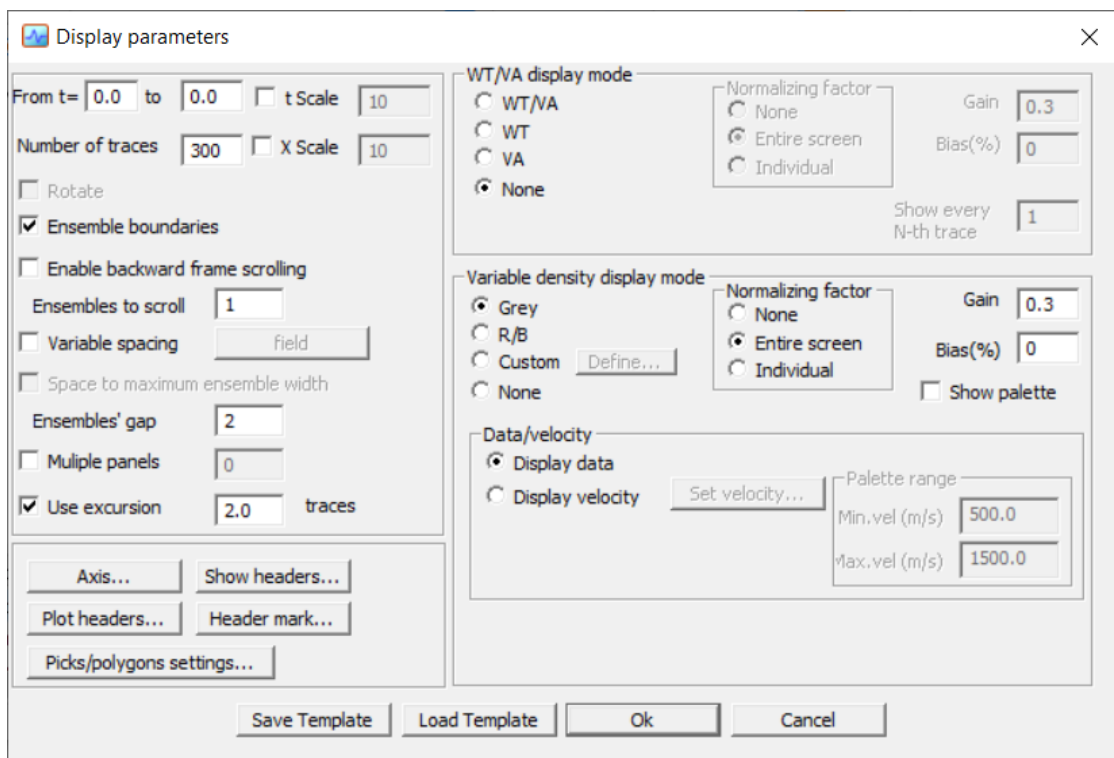 Display parameters
From t= 0.0 to 0.0 t Scale 10
Number of traces 300 X Scale 10
Rotate
Ensemble boundaries
Enable backward frame scrolling
Ensembles to scroll 1
Variable spacing field
Space to maximum ensemble width
Ensembles' gap 2
Muliple panels 0
Use excursion 2.0 traces
Axis... Show headers...
Plot headers... Header mark...
Picks/polygons settings...
WT/VA display mode
WT/VA
WT
VA
None
Normalizing factor
None
Entire screen
Individual
Gain 0.3
Bias(%) 0
Show every
N-th trace 1
Variable density display mode
Grey
R/B
Custom Define...
None
Normalizing factor
None
Entire screen
Individual
Gain 0.3
Bias(%) 0
Show palette
Data/velocity
Display data
Display velocity Set velocity...
Palette range
Min.vel (m/s) 500.0
Max.vel (m/s) 1500.0
Save Template Load Template Ok Cancel